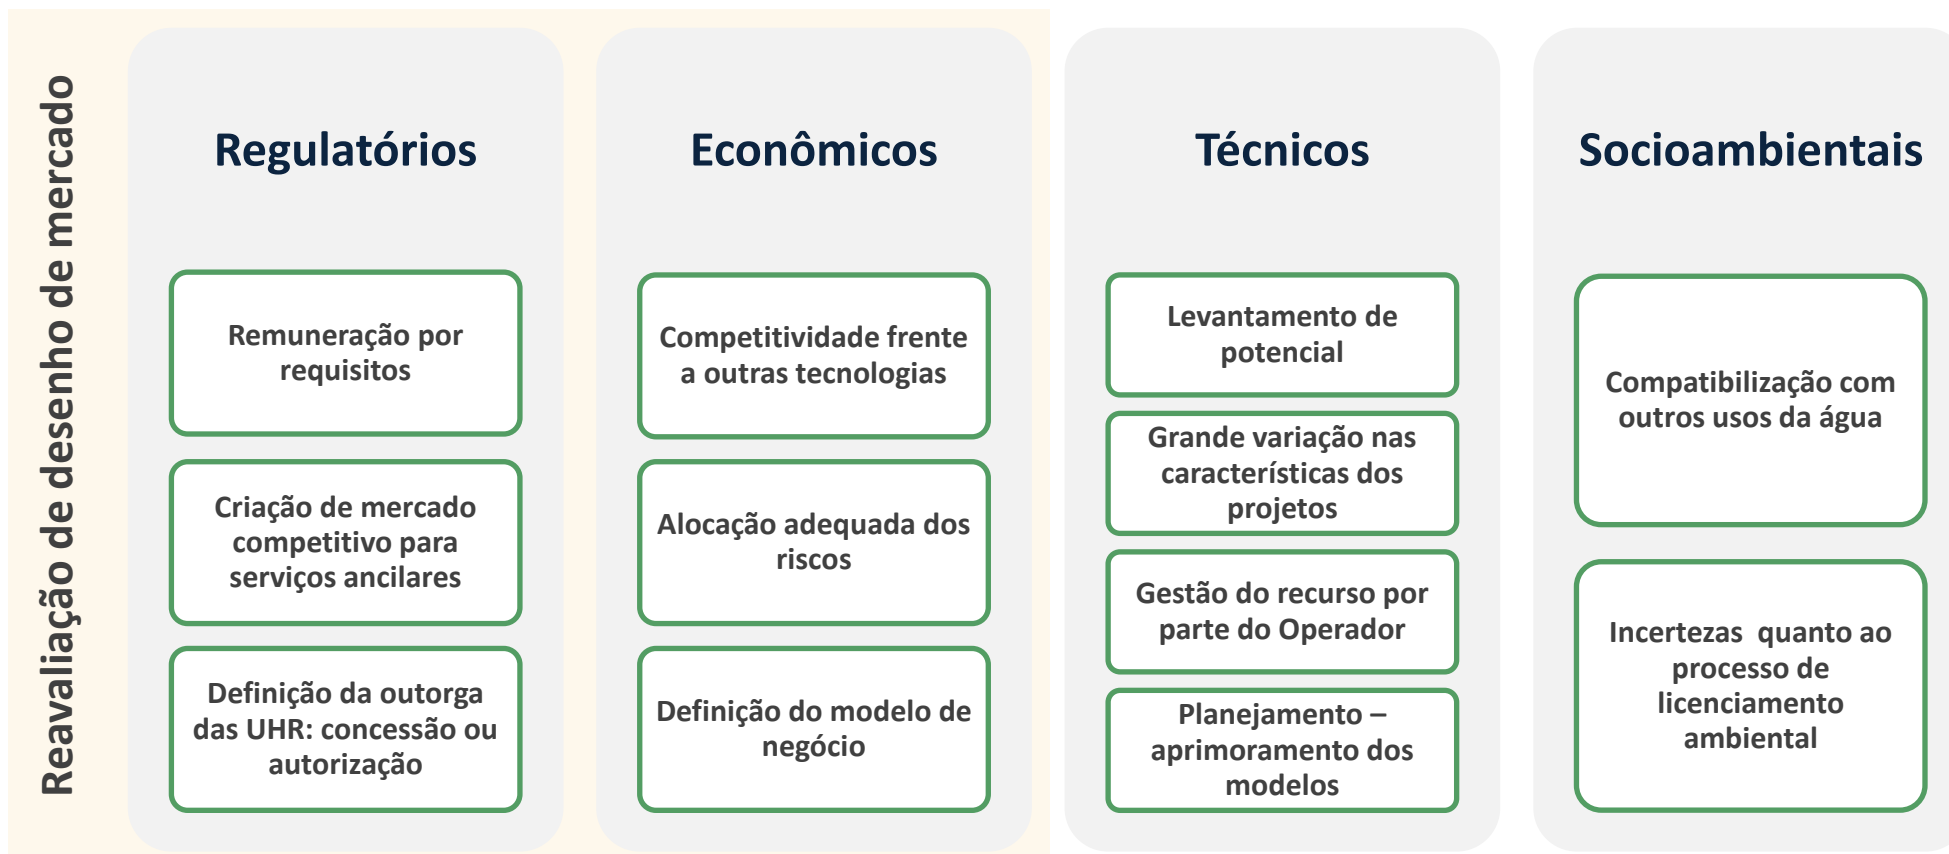 Reavaliação de desenho de mercado
Regulatórios
Remuneração por
requisitos
Criação de mercado
competitivo para
serviços ancilares
Definição da outorga
das UHR: concessão ou
autorização
Econômicos
Competitividade frente
a outras tecnologias
Alocação adequada dos
riscos
Definição do modelo de
negócio
Técnicos
Levantamento de
potencial
Grande variação nas
características dos
projetos
Gestão do recurso por
parte do Operador
Planejamento –
aprimoramento dos
modelos
Socioambientais
Compatibilização com
outros usos da água
Incertezas  quanto ao
processo de
licenciamento
ambiental